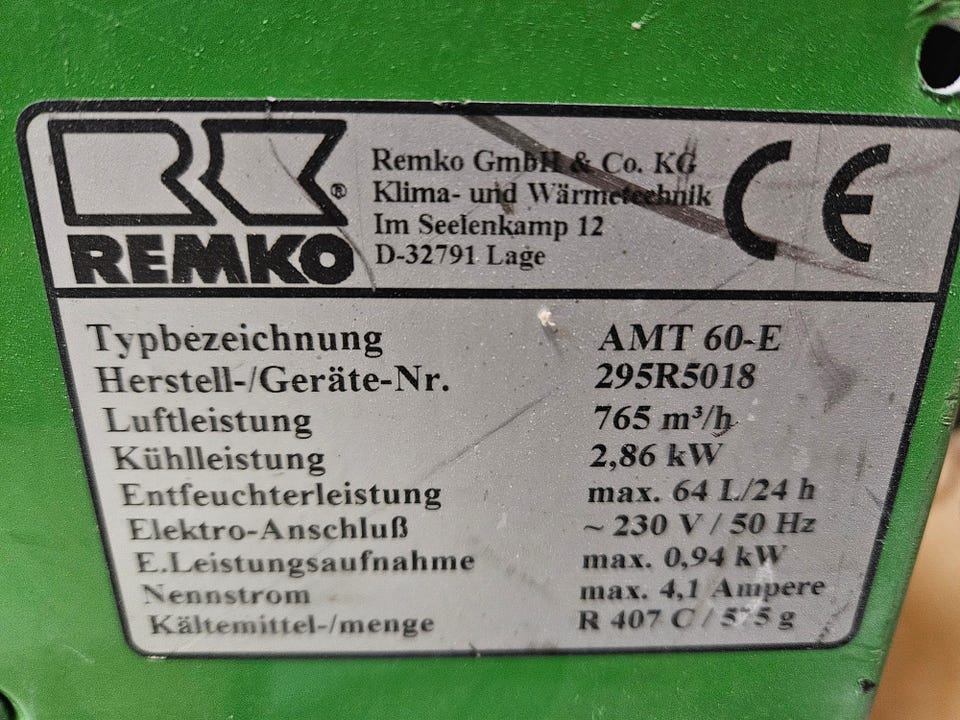 REMKO®
Remko GmbH & Co. KG
Klima- und Wärmetechnik
Im Seelenkamp 12
D-32791 Lage
CE
Typbezeichnung AMT 60-E
Herstell-/Geräte-Nr. 295R5018
Luftleistung 765 m³/h
Kühlleistung 2,86 kW
Entfeuchterleistung max. 64 L/24 h
Elektro-Anschluß ~ 230 V / 50 Hz
E.Leistungsaufnahme max. 0,94 kW
Nennstrom max. 4,1 Ampere
Kältemittel-/menge R 407 C / 575 g